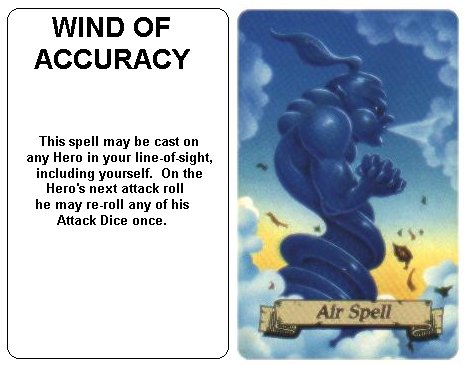 WIND OF
ACCURACY
This spell may be cast on
any Hero in your line-of-sight,
including yourself. On the
Hero's next attack roll
he may re-roll any of his
Attack Dice once.
Air Spell